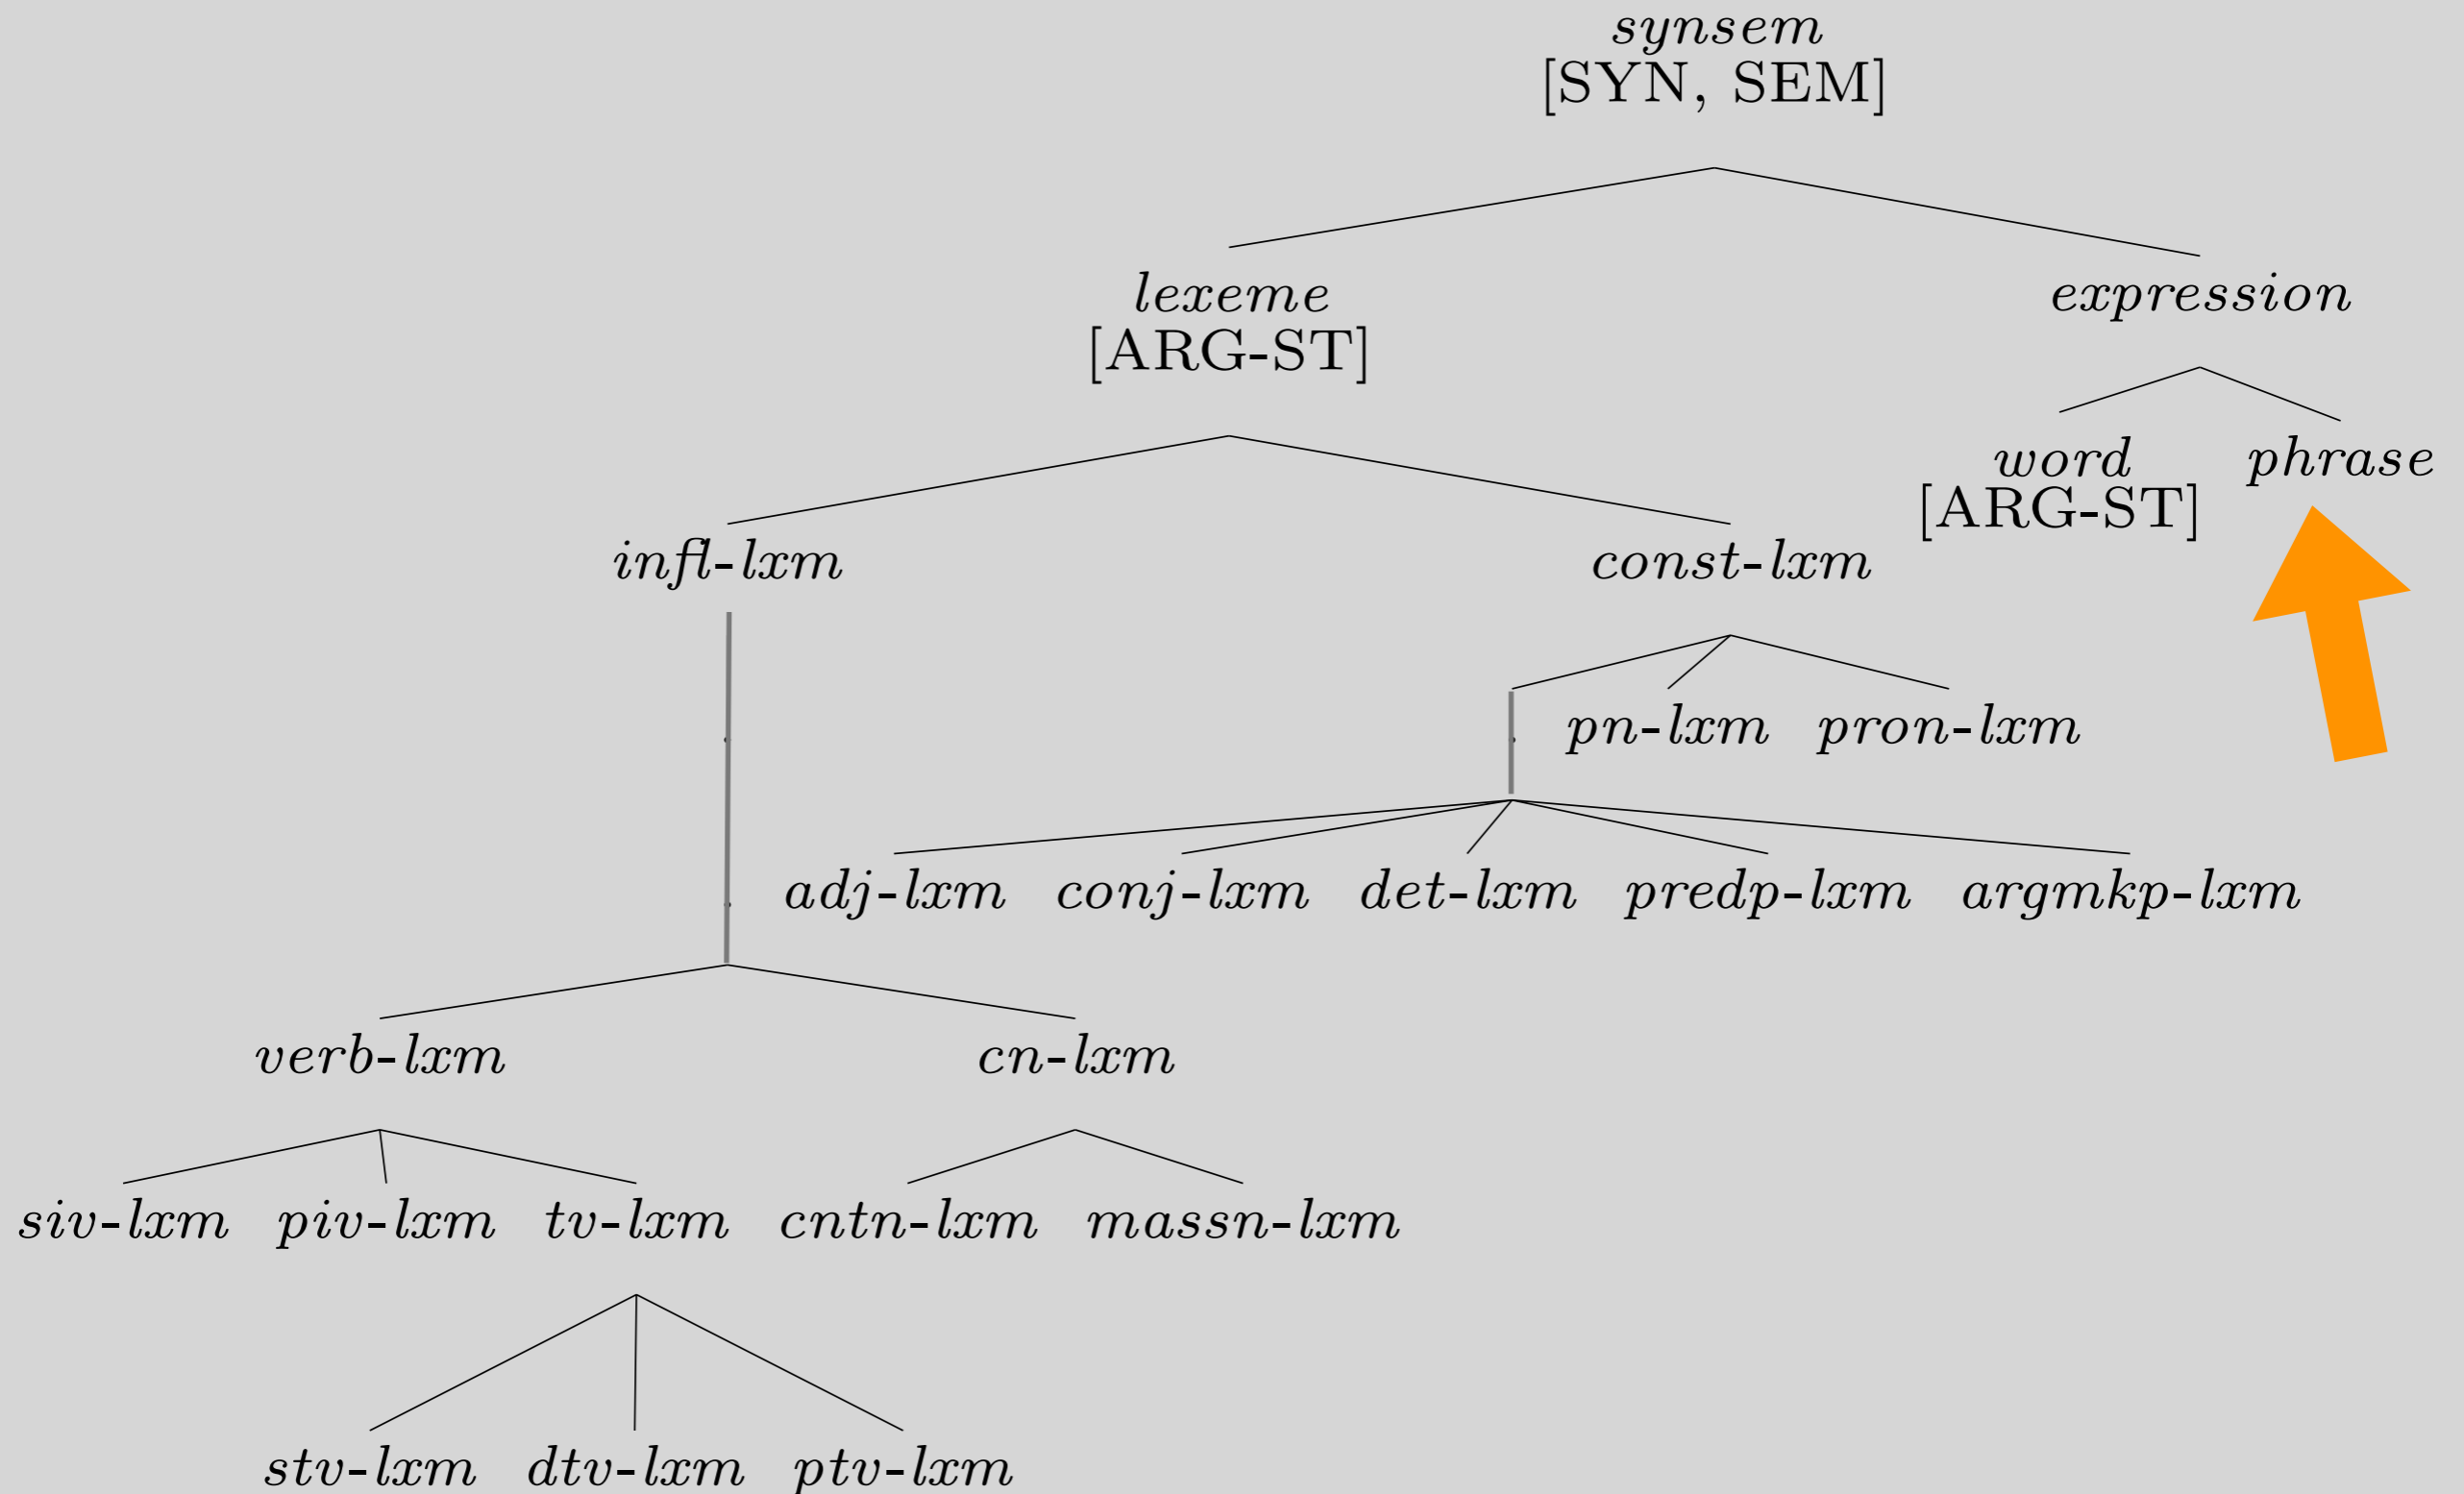 synsem
[SYN, SEM]
lexeme
[ARG-ST]
expression
word
[ARG-ST]
phrase
infl-lxm
const-lxm
pn-lxm
pron-lxm
adj-lxm
conj-lxm
det-lxm
predp-lxm
argmkp-lxm
verb-lxm
cn-lxm
siv-lxm
piv-lxm
tv-lxm
cntn-lxm
massn-lxm
stv-lxm
dtv-lxm
ptv-lxm